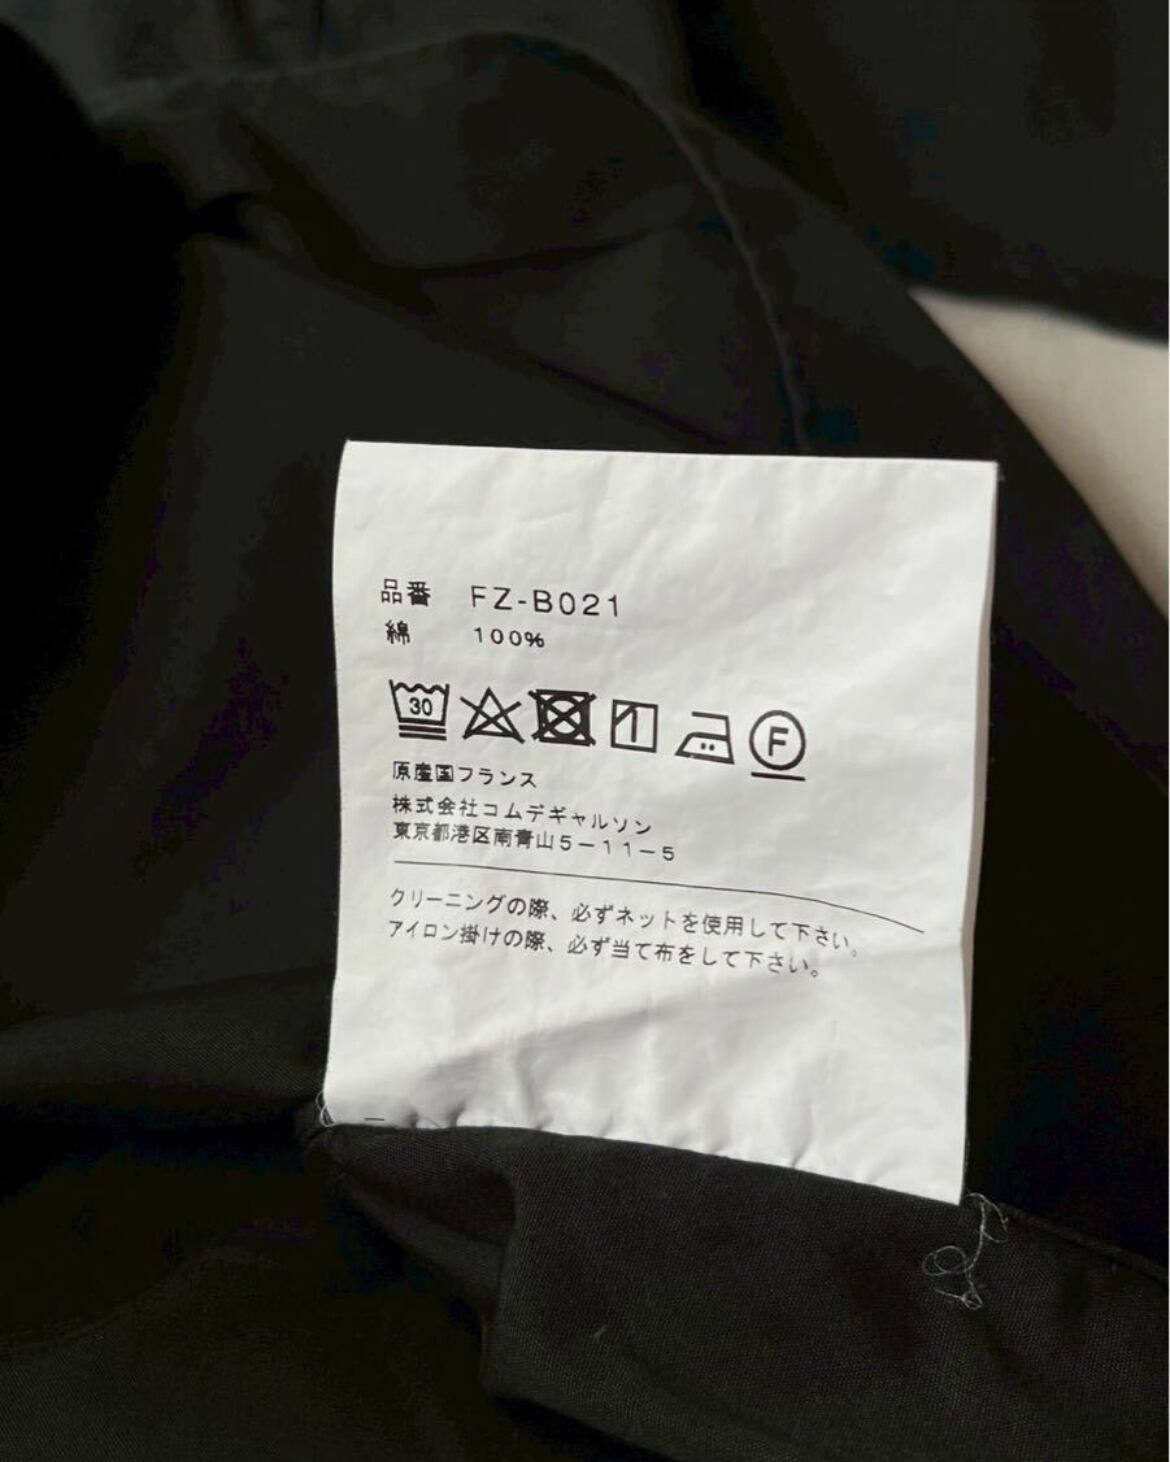 品番 FZ-B021
綿 100%
30 F
原産国フランス
株式会社コムデギャルソン
東京都港区南青山5-11-5
クリーニングの際、必ずネットを使用して下さい。
アイロン掛けの際、必ず当て布をして下さい。